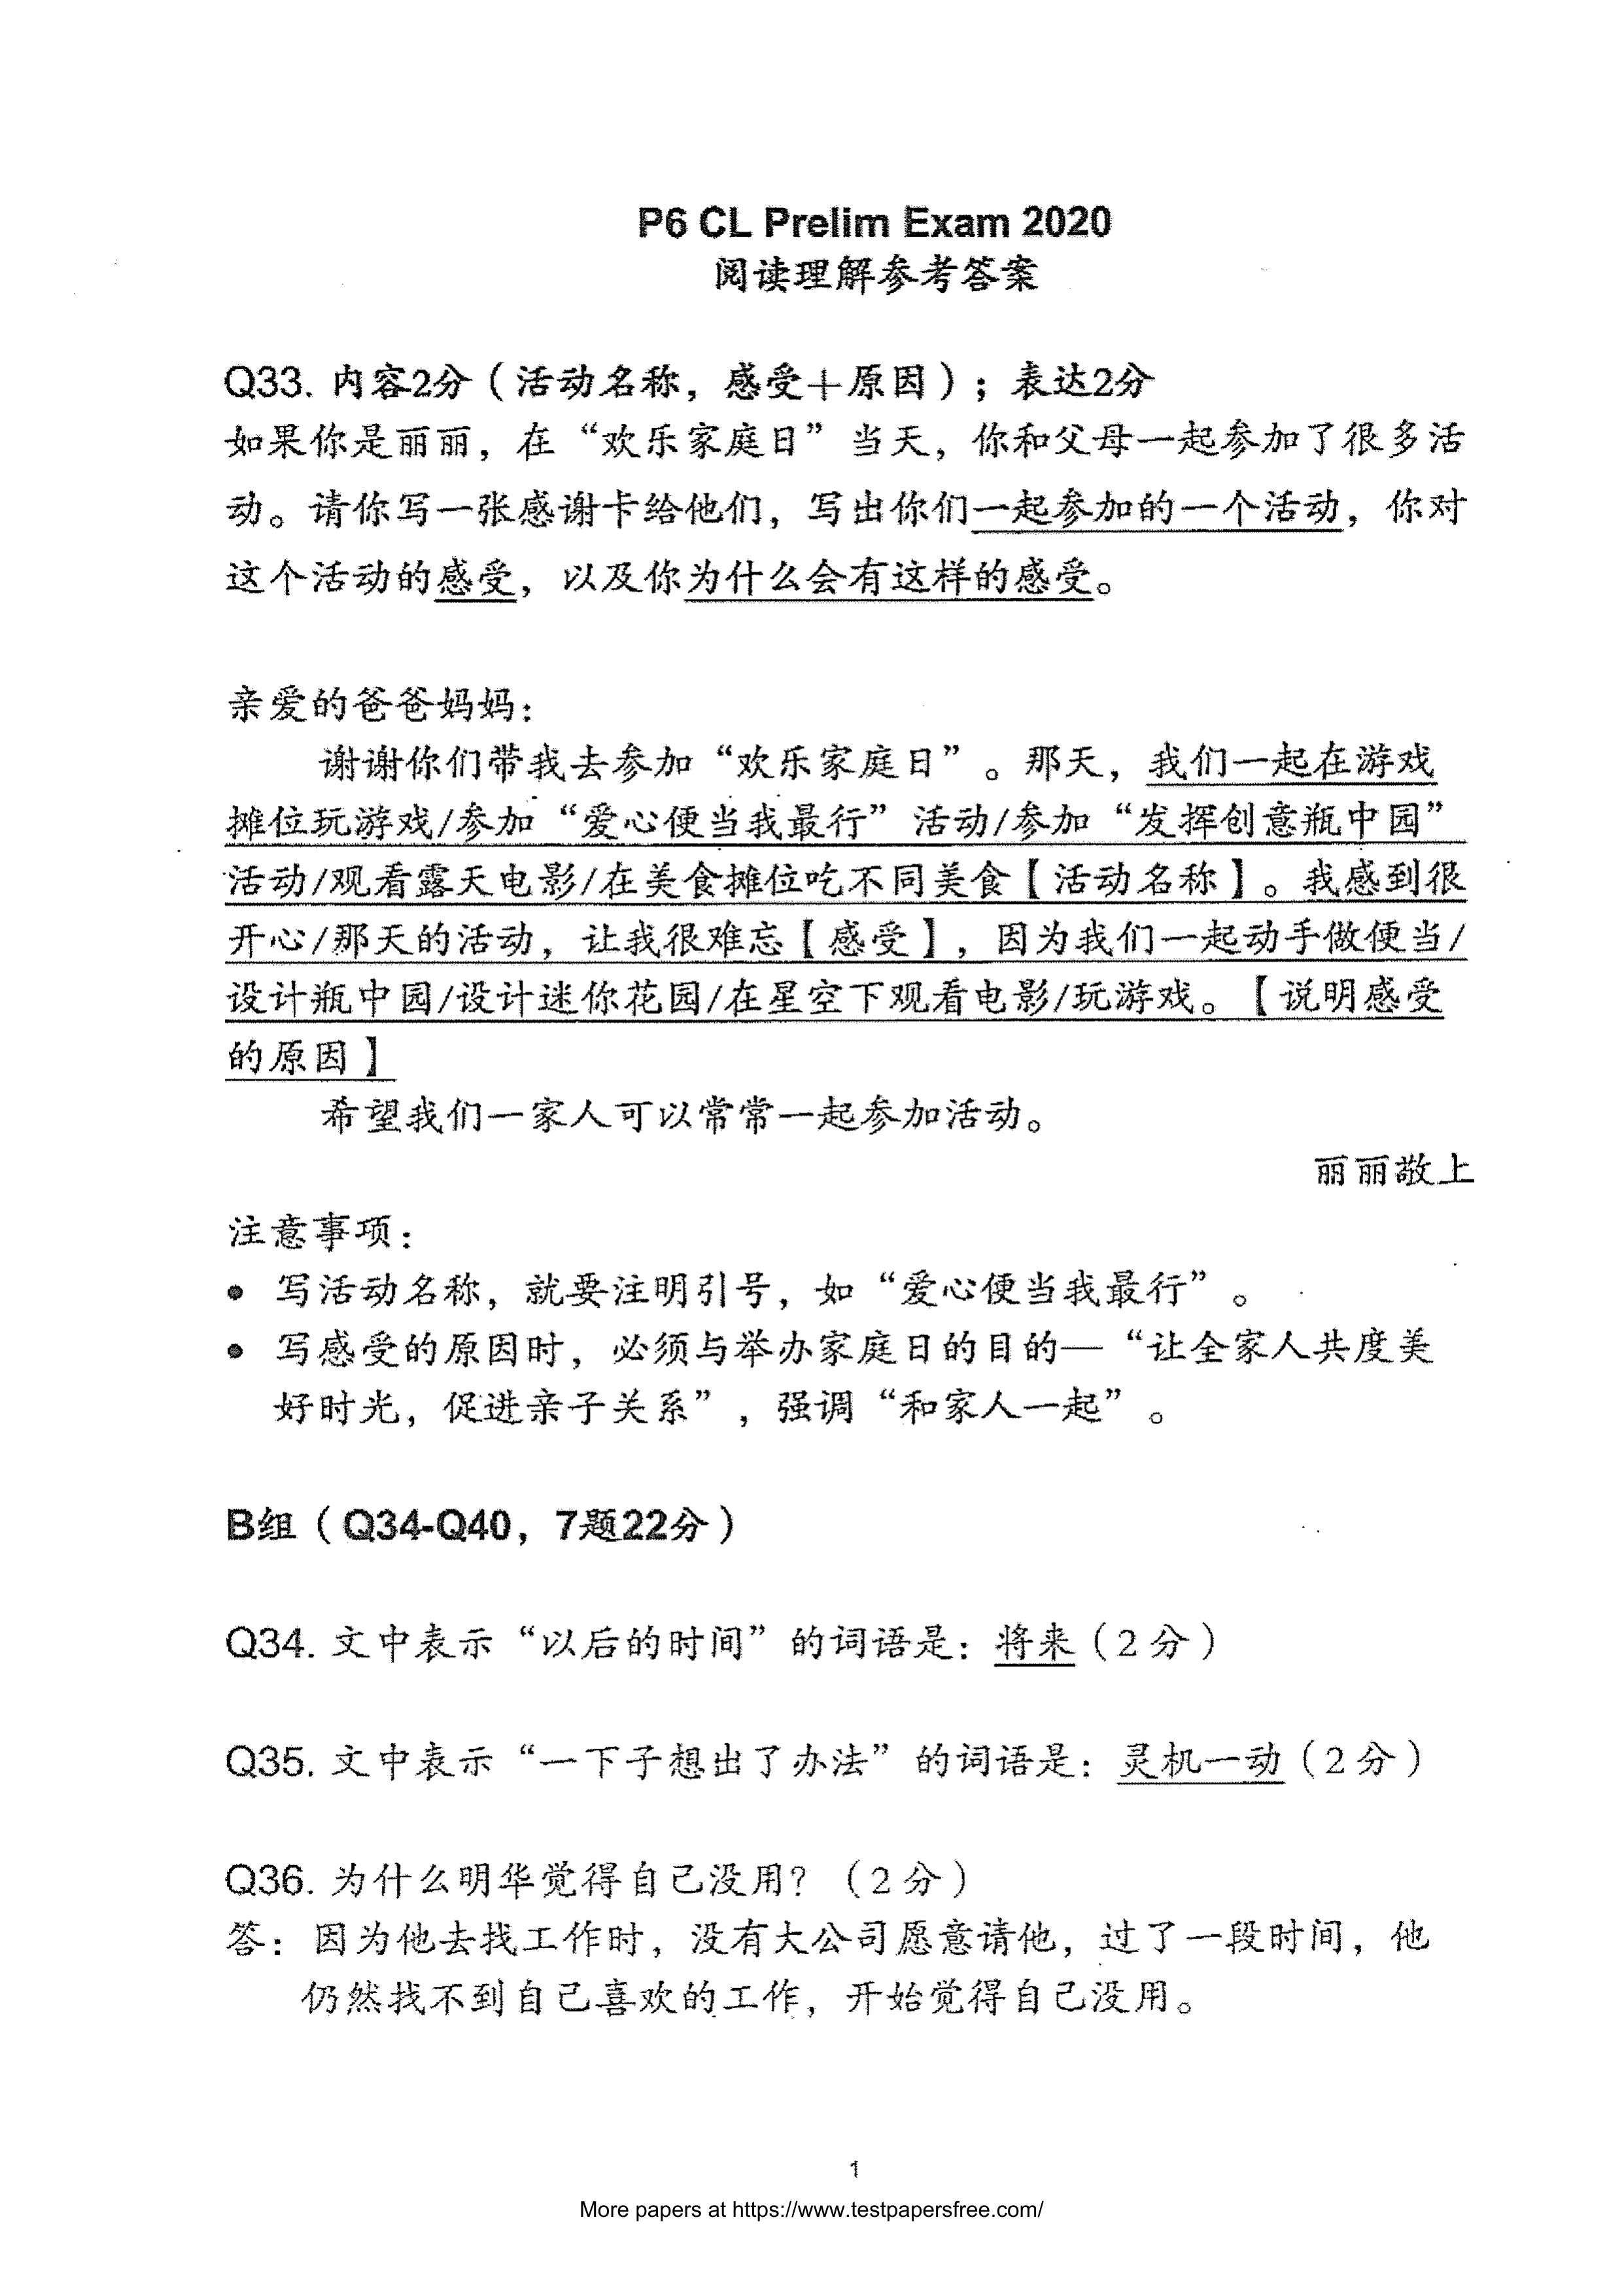 P6 CL Prelim Exam 2020
阅读理解参考答案
Q33. 内容2分（活动名称，感受＋原因）；表达2分
如果你是丽丽，在“欢乐家庭日”当天，你和父母一起参加了很多活
动。请你写一张感谢卡给他们，写出你们一起参加的一个活动，你对
这个活动的感受，以及你为什么会有这样的感受。
亲爱的爸爸妈妈：
谢谢你们带我去参加“欢乐家庭日”。那天，我们一起在游戏
摊位玩游戏/参加“爱心便当我最行”活动/参加“发挥创意瓶中园”
活动/观看露天电影/在美食摊位吃不同美食【活动名称】。我感到很
开心/那天的活动，让我很难忘【感受】，因为我们一起动手做便当/
设计瓶中园/设计迷你花园/在星空下观看电影/玩游戏。【说明感受
的原因】
希望我们一家人可以常常一起参加活动。
丽丽敬上
注意事项：
● 写活动名称，就要注明引号，如“爱心便当我最行”。
● 写感受的原因时，必须与举办家庭日的目的—“让全家人共度美
好时光，促进亲子关系”，强调“和家人一起”。
B组（Q34-Q40，7题22分）
Q34. 文中表示“以后的时间”的词语是：将来（2分）
Q35. 文中表示“一下子想出了办法”的词语是：灵机一动（2分）
Q36. 为什么明华觉得自己没用？（2分）
答：因为他去找工作时，没有大公司愿意请他，过了一段时间，他
仍然找不到自己喜欢的工作，开始觉得自己没用。
1
More papers at https://www.testpapersfree.com/